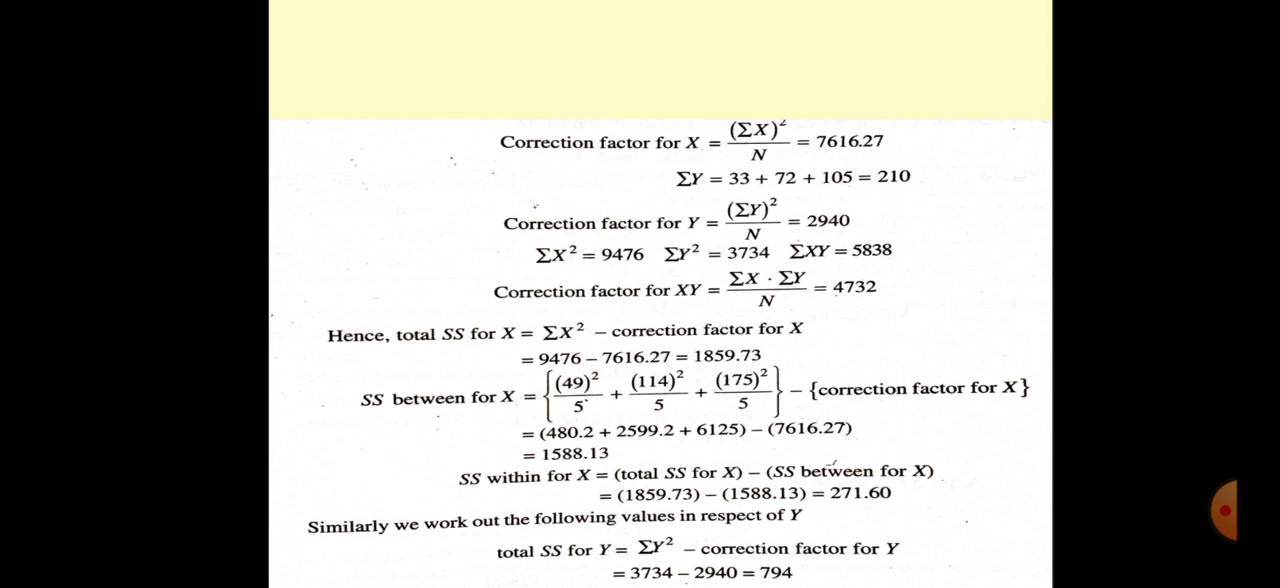 Correction factor for X = (ΣX)² / N = 7616.27
ΣY = 33 + 72 + 105 = 210
Correction factor for Y = (ΣY)² / N = 2940
ΣX² = 9476 ΣY² = 3734 ΣXY = 5838
Correction factor for XY = ΣX · ΣY / N = 4732
Hence, total SS for X = ΣX² – correction factor for X
= 9476 – 7616.27 = 1859.73
SS between for X = {(49)² / 5 + (114)² / 5 + (175)² / 5} – {correction factor for X}
= (480.2 + 2599.2 + 6125) – (7616.27)
= 1588.13
SS within for X = (total SS for X) – (SS between for X)
= (1859.73) – (1588.13) = 271.60
Similarly we work out the following values in respect of Y
total SS for Y = ΣY² – correction factor for Y
= 3734 – 2940 = 794